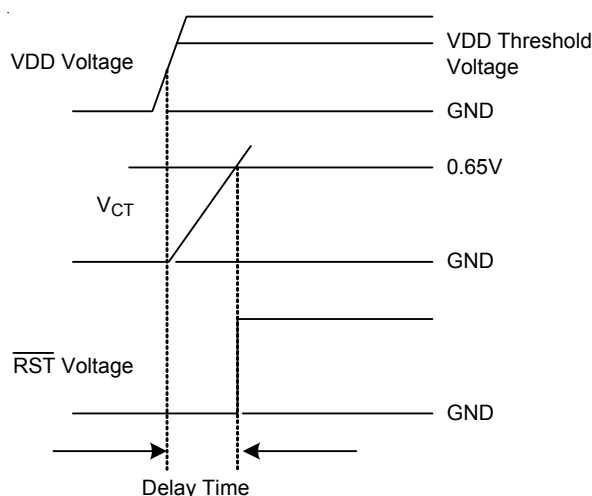 VDD Voltage
VDD Threshold
Voltage
GND
0.65V
VCT
GND
RST Voltage
GND
Delay Time